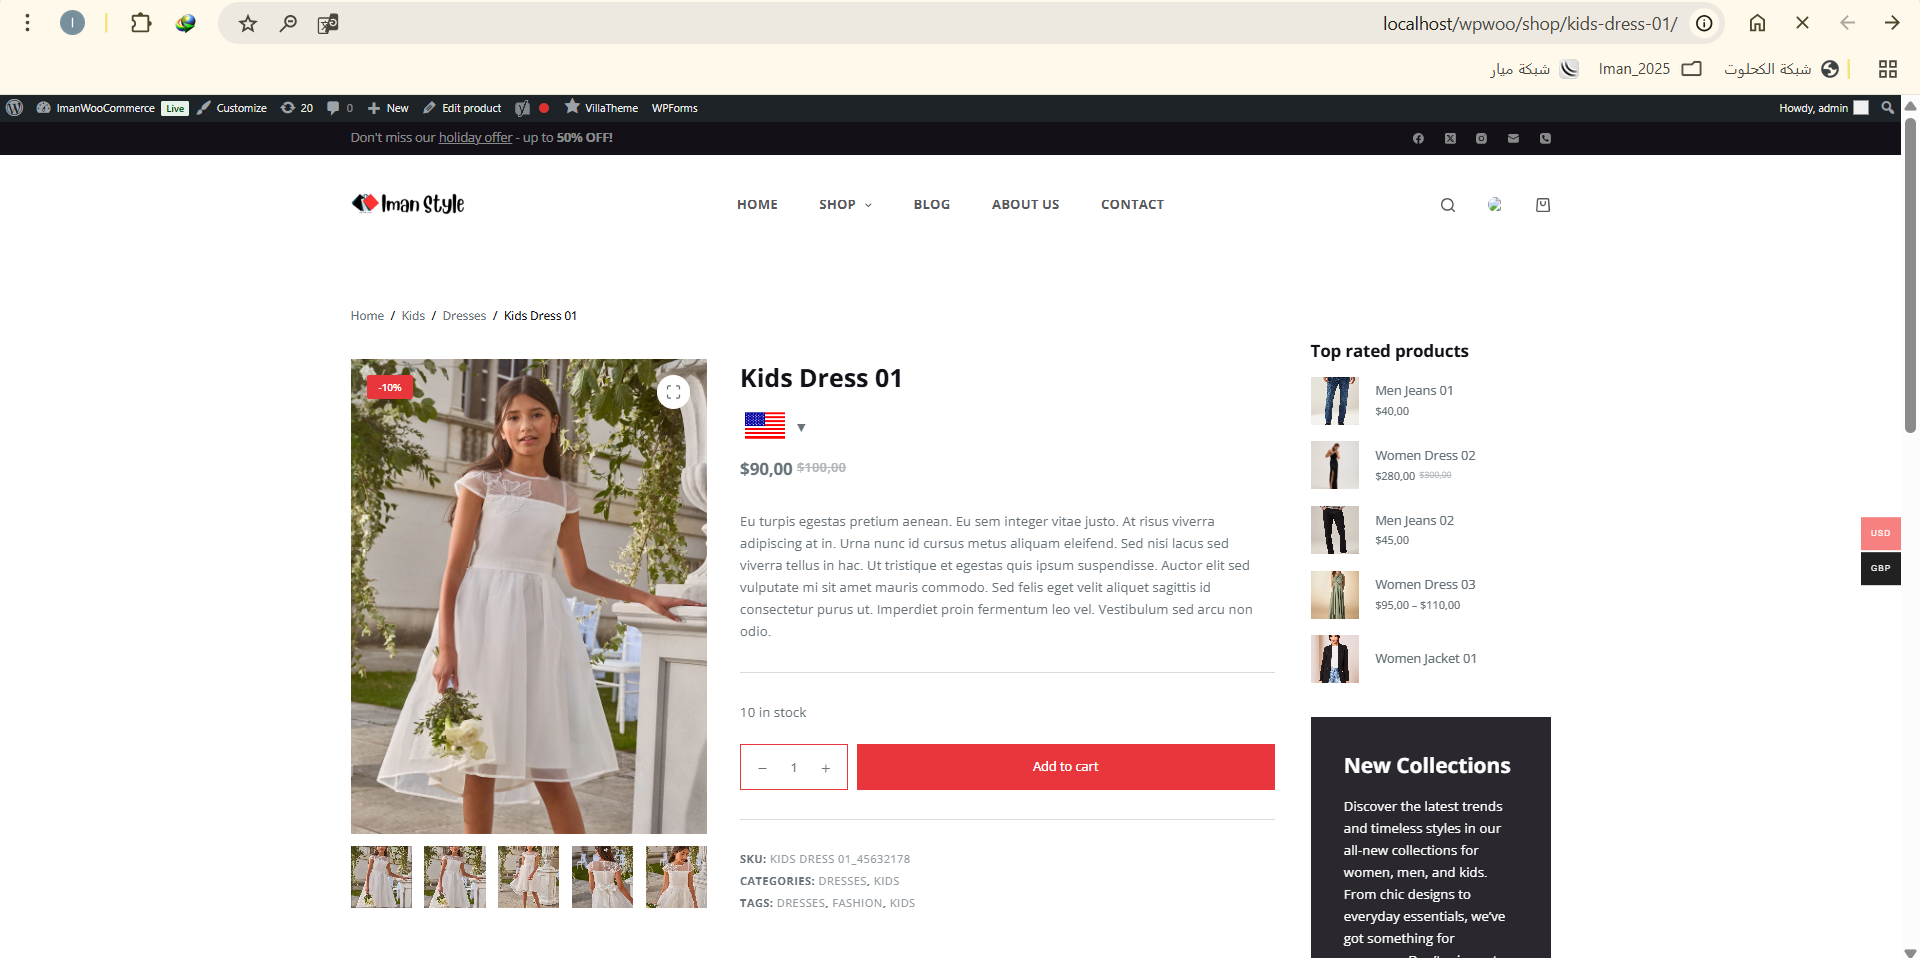 I
localhost/wpwoo/shop/kids-dress-01/
شبكة ميار
Iman_2025
شبكة الكحلوت
ImanWooCommerce Live Customize 20 0 New Edit product VillaTheme WPForms
Howdy, admin
Don't miss our holiday offer - up to 50% OFF!
Iman Style
HOME SHOP BLOG ABOUT US CONTACT
Home / Kids / Dresses / Kids Dress 01
-10%
Kids Dress 01
$90,00 $100,00
Eu turpis egestas pretium aenean. Eu sem integer vitae justo. At risus viverra
adipiscing at in. Urna nunc id cursus metus aliquam eleifend. Sed nisi lacus sed
viverra tellus in hac. Ut tristique et egestas quis ipsum suspendisse. Auctor elit sed
vulputate mi sit amet mauris commodo. Sed felis eget velit aliquet sagittis id
consectetur purus ut. Imperdiet proin fermentum leo vel. Vestibulum sed arcu non
odio.
10 in stock
− 1 +
Add to cart
SKU: KIDS DRESS 01_45632178
CATEGORIES: DRESSES, KIDS
TAGS: DRESSES, FASHION, KIDS
Top rated products
Men Jeans 01
$40,00
Women Dress 02
$280,00 $300,00
Men Jeans 02
$45,00
Women Dress 03
$95,00 – $110,00
Women Jacket 01
New Collections
Discover the latest trends
and timeless styles in our
all-new collections for
women, men, and kids.
From chic designs to
everyday essentials, we've
got something for
USD
GBP